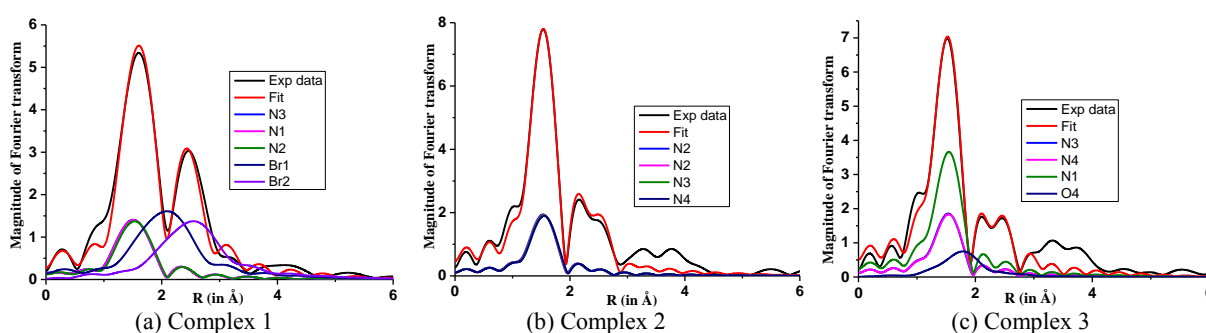 Magnitude of Fourier transform
6
5
4
3
2
1
0
0 2 4 6
R (in Å)
Exp data
Fit
N3
N1
N2
Br1
Br2
(a) Complex 1
Magnitude of Fourier transform
8
6
4
2
0
0 2 4 6
R (in Å)
Exp data
Fit
N2
N2
N3
N4
(b) Complex 2
Magnitude of Fourier transform
7
6
5
4
3
2
1
0
2 4 6
R (in Å)
Exp data
Fit
N3
N4
N1
O4
(c) Complex 3